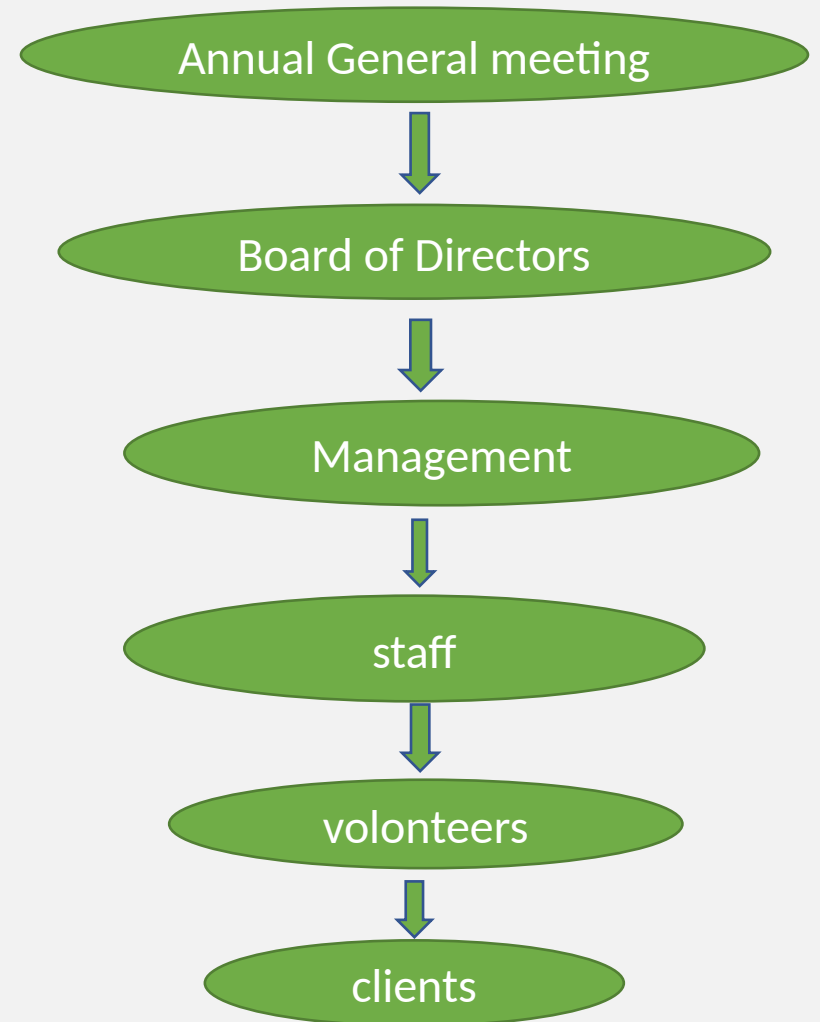 Annual General meeting
Board of Directors
Management
staff
volonteers
clients